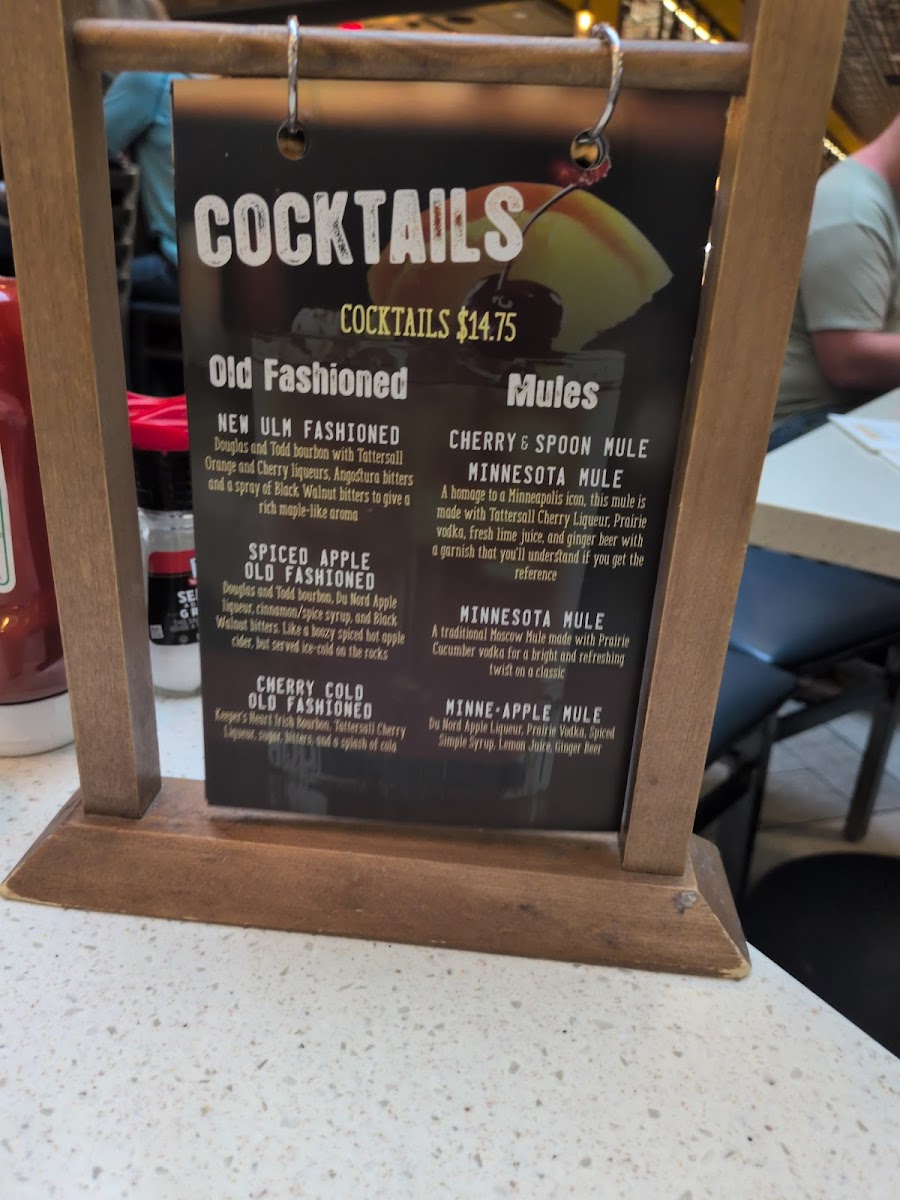 COCKTAILS
COCKTAILS $14.75
Old Fashioned
NEW ULM FASHIONED
Douglas and Todd bourbon with Tattersall
Orange and Cherry liqueurs, Angostura bitters
and a spray of Black Walnut bitters to give a
rich maple-like aroma
SPICED APPLE
OLD FASHIONED
Douglas and Todd bourbon, Du Nord Apple
liqueur, cinnamon/spice syrup, and Black
Walnut bitters. Like a boozy spiced hot apple
cider, but served ice-cold on the rocks
CHERRY COLD
OLD FASHIONED
Keeper's Heart Irish Bourbon, Tattersall Cherry
Liqueur, sugar, bitters, and a splash of cola
Mules
CHERRY & SPOON MULE
MINNESOTA MULE
A homage to a Minneapolis icon, this mule is
made with Tattersall Cherry Liqueur, Prairie
vodka, fresh lime juice, and ginger beer with
a garnish that you'll understand if you get the
reference
MINNESOTA MULE
A traditional Moscow Mule made with Prairie
Cucumber vodka for a bright and refreshing
twist on a classic
MINNE-APPLE MULE
Du Nord Apple Liqueur, Prairie Vodka, Spiced
Simple Syrup, Lemon Juice, Ginger Beer